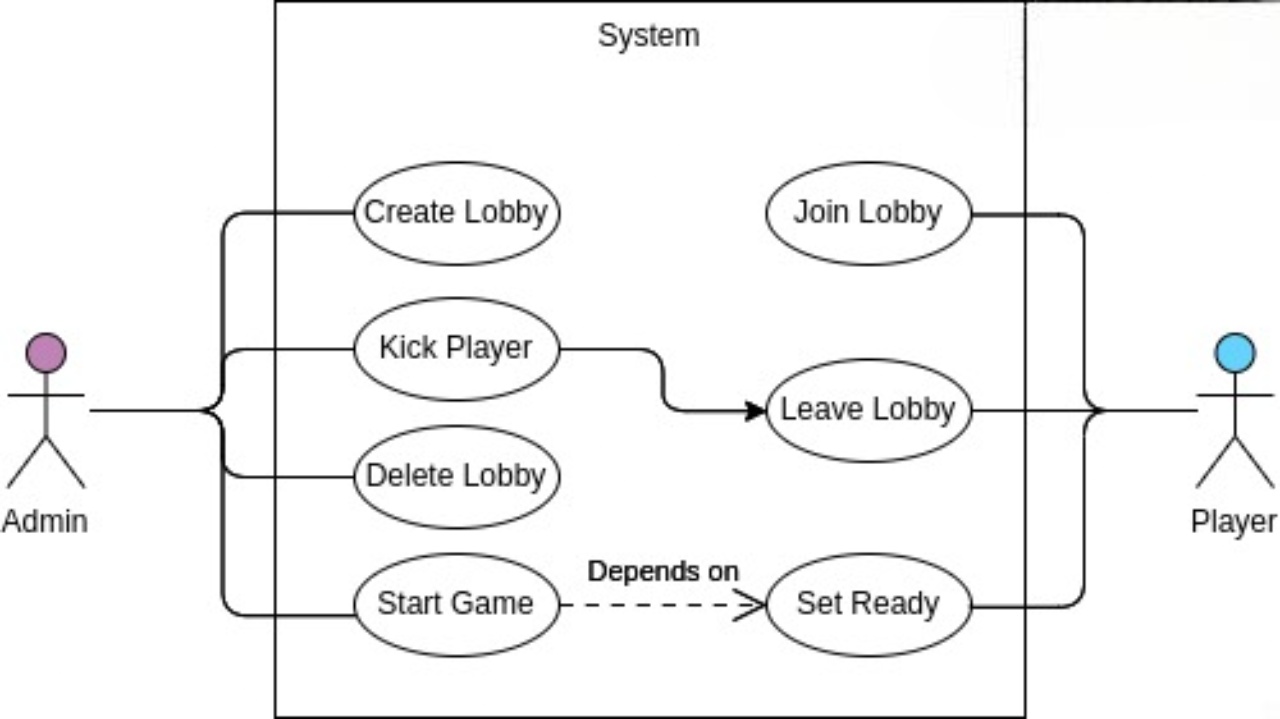 System
Create Lobby
Join Lobby
Kick Player
Leave Lobby
Delete Lobby
Admin
Player
Depends on
Start Game
Set Ready